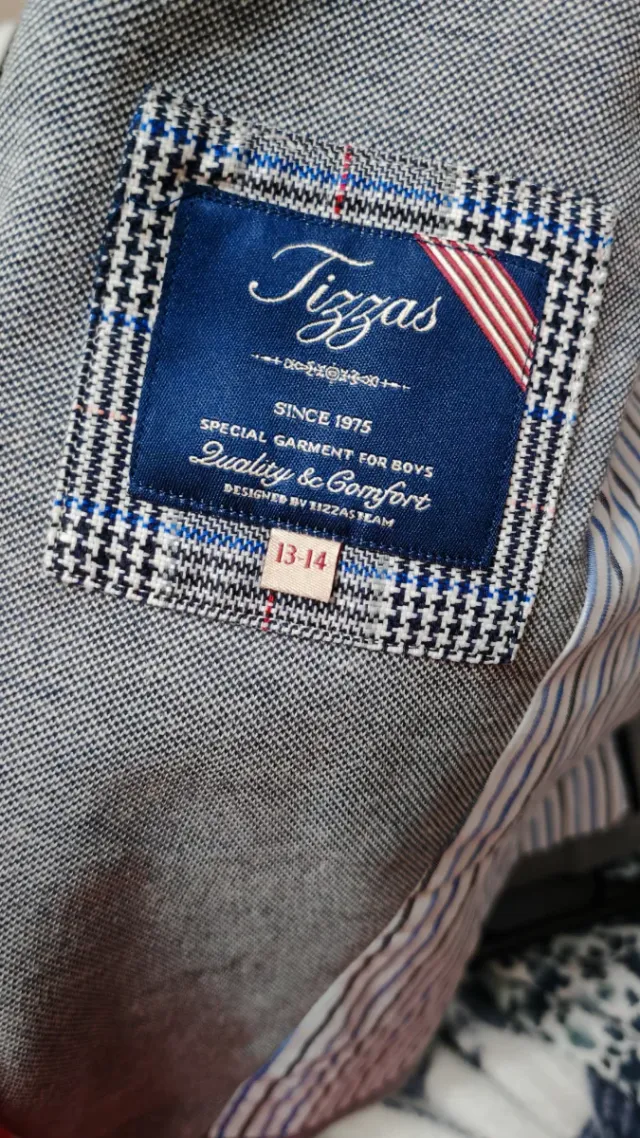 Tizzas
SINCE 1975
SPECIAL GARMENT FOR BOYS
Quality & Comfort
DESIGNED BY TIZZAS TEAM
13-14